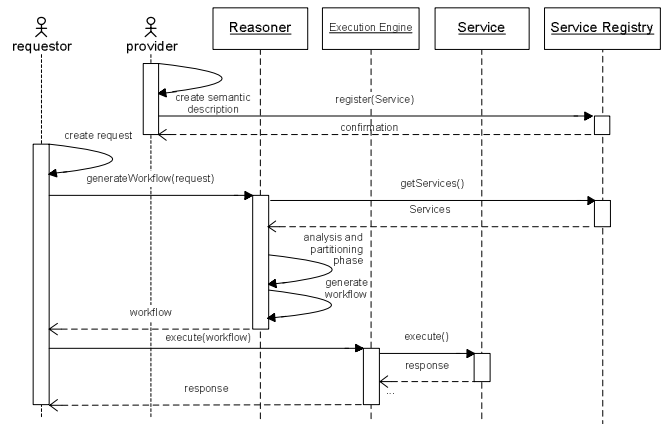 requestor
provider
Reasoner
Execution Engine
Service
Service Registry
create semantic
description
register(Service)
confirmation
create request
generateWorkflow(request)
getServices()
Services
analysis and
partitioning
phase
generate
workflow
workflow
execute(workflow)
execute()
response
...
response